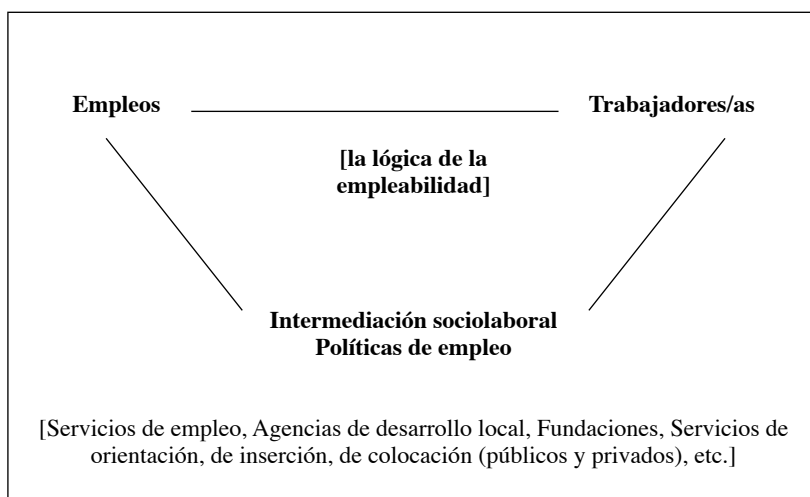 Empleos
Trabajadores/as
[la lógica de la
empleabilidad]
Intermediación sociolaboral
Políticas de empleo
[Servicios de empleo, Agencias de desarrollo local, Fundaciones, Servicios de
orientación, de inserción, de colocación (públicos y privados), etc.]